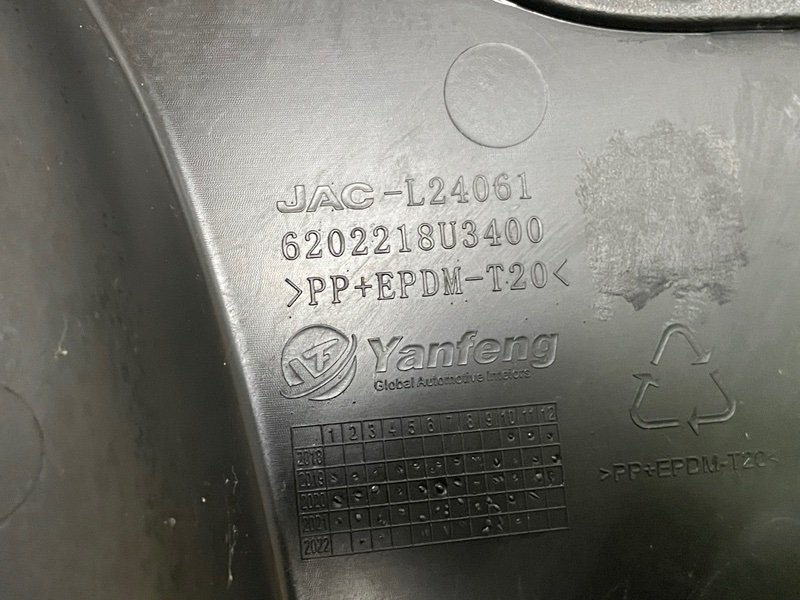 JAC-L24061
6202218U3400
>PP+EPDM-T20<
YF Yanfeng
Global Automotive Interiors
1 2 3 4 5 6 7 8 9 10 11 12
2018
2019
2020
2021
2022
>PP+EPDM-T20<